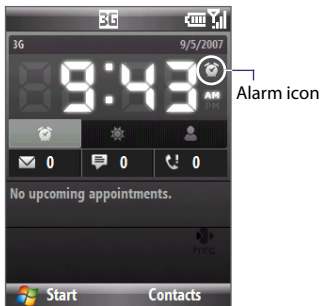 3G
3G 9/5/2007
9:43 AM PM
Alarm icon
0 0 0
No upcoming appointments.
hTC
Start Contacts